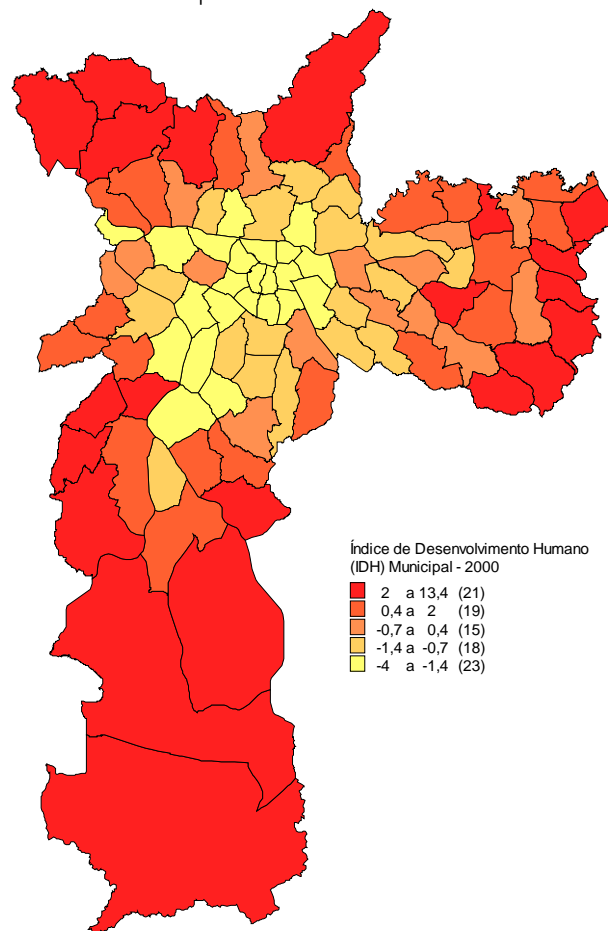 Índice de Desenvolvimento Humano
(IDH) Municipal - 2000
2 a 13,4 (21)
0,4 a 2 (19)
-0,7 a 0,4 (15)
-1,4 a -0,7 (18)
-4 a -1,4 (23)